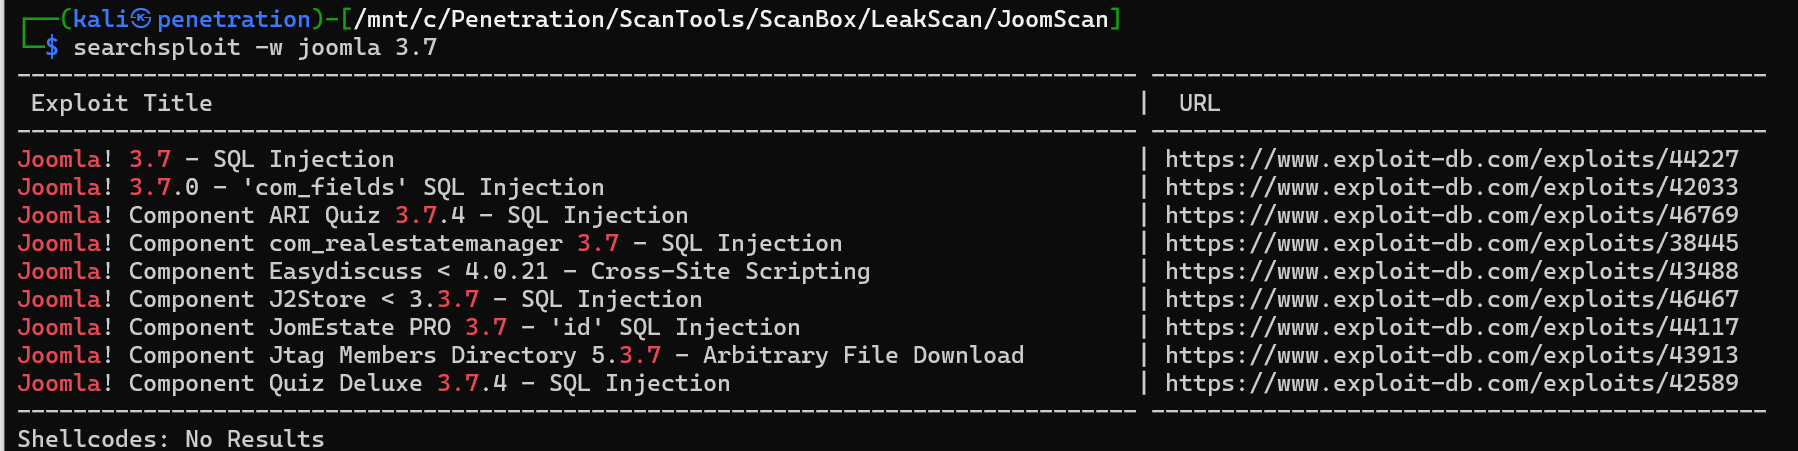 ┌──(kali㉿penetration)-[/mnt/c/Penetration/ScanTools/ScanBox/LeakScan/JoomScan]
└─$ searchsploit -w joomla 3.7
-------------------------------------------------------------------------------- --------------------------------------------
Exploit Title | URL
-------------------------------------------------------------------------------- --------------------------------------------
Joomla! 3.7 - SQL Injection | https://www.exploit-db.com/exploits/44227
Joomla! 3.7.0 - 'com_fields' SQL Injection | https://www.exploit-db.com/exploits/42033
Joomla! Component ARI Quiz 3.7.4 - SQL Injection | https://www.exploit-db.com/exploits/46769
Joomla! Component com_realestatemanager 3.7 - SQL Injection | https://www.exploit-db.com/exploits/38445
Joomla! Component Easydiscuss < 4.0.21 - Cross-Site Scripting | https://www.exploit-db.com/exploits/43488
Joomla! Component J2Store < 3.3.7 - SQL Injection | https://www.exploit-db.com/exploits/46467
Joomla! Component JomEstate PRO 3.7 - 'id' SQL Injection | https://www.exploit-db.com/exploits/44117
Joomla! Component Jtag Members Directory 5.3.7 - Arbitrary File Download | https://www.exploit-db.com/exploits/43913
Joomla! Component Quiz Deluxe 3.7.4 - SQL Injection | https://www.exploit-db.com/exploits/42589
-------------------------------------------------------------------------------- --------------------------------------------
Shellcodes: No Results